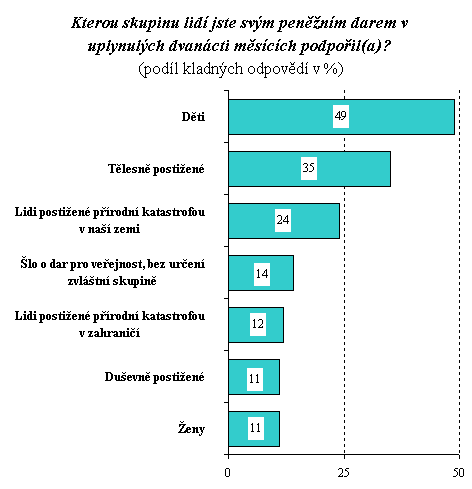 Kterou skupinu lidí jste svým peněžním darem v
uplynulých dvanácti měsících podpořil(a)?
(podíl kladných odpovědí v %)
Děti
49
Tělesně postižené
35
Lidi postižené přírodní katastrofou
v naší zemi
24
Šlo o dar pro veřejnost, bez určení
zvláštní skupině
14
Lidi postižené přírodní katastrofou
v zahraničí
12
Duševně postižené
11
Ženy
11
0 25 50